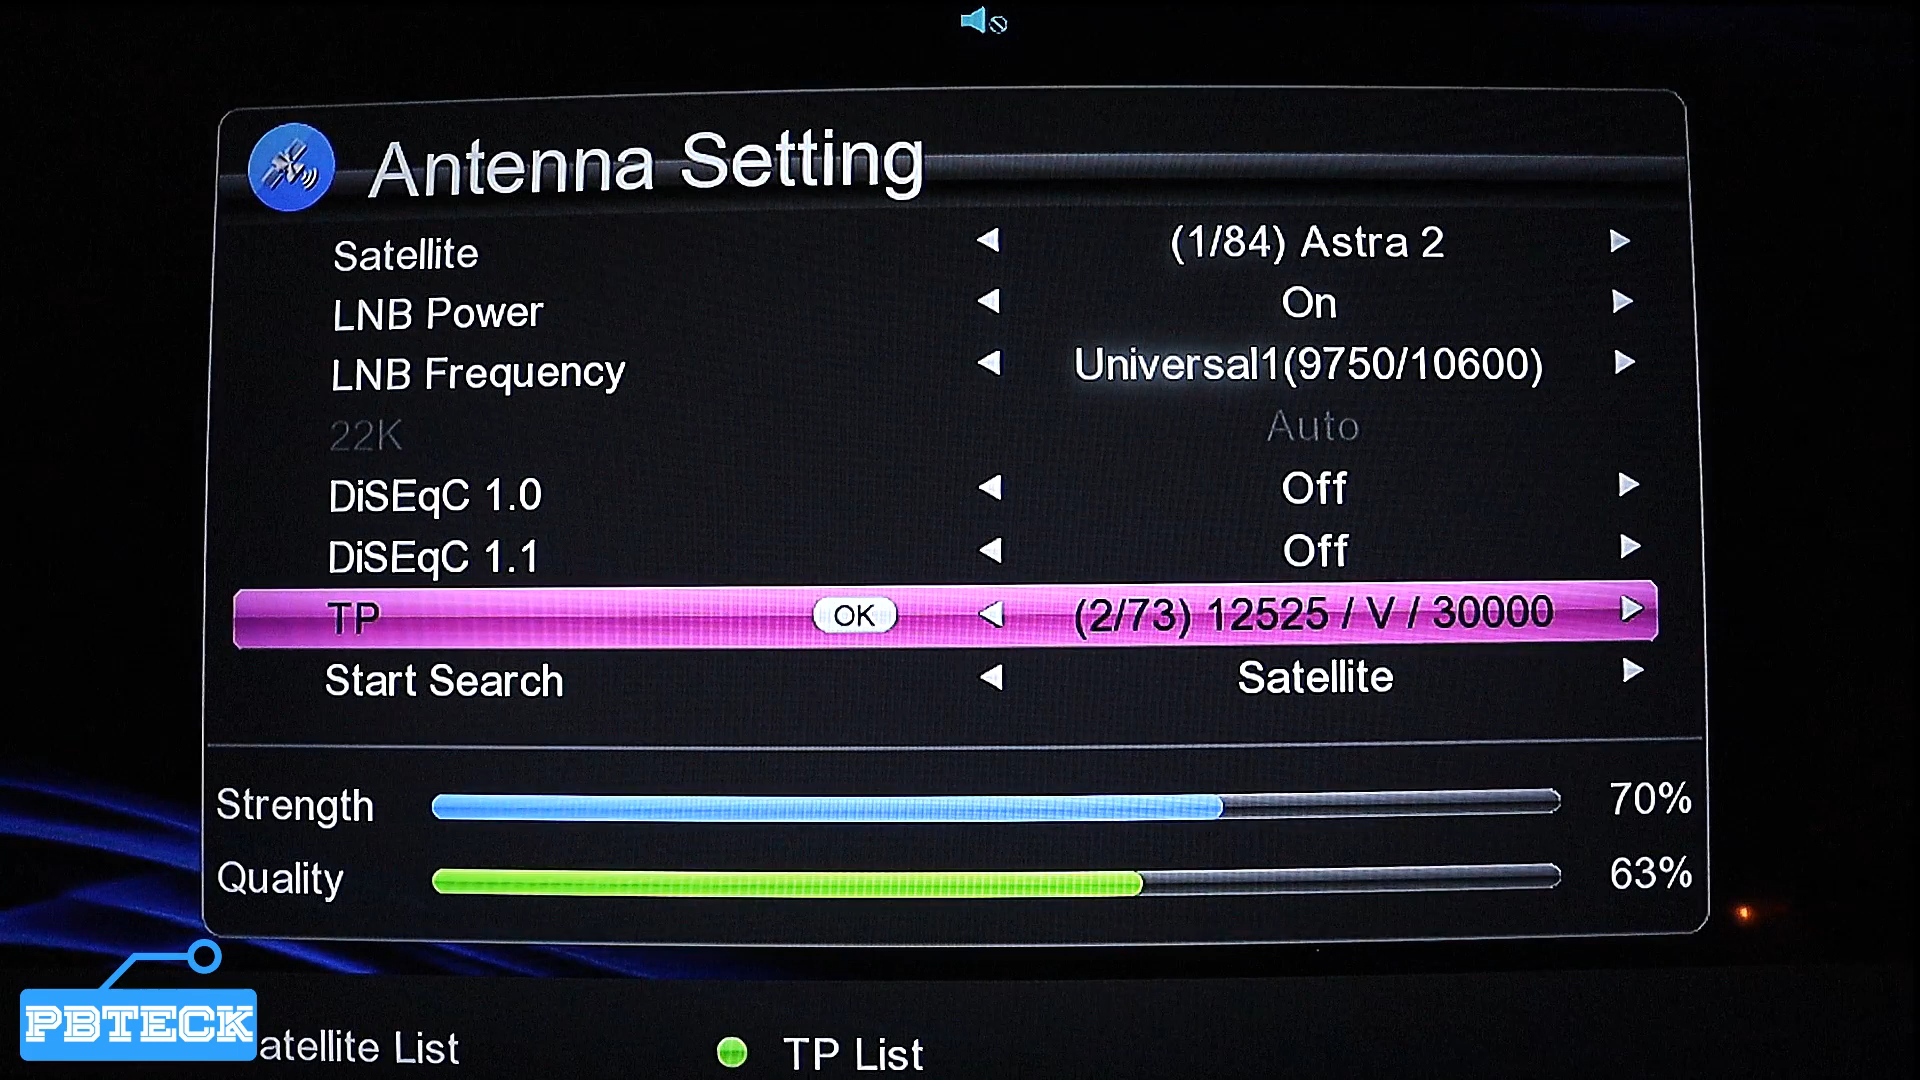 Antenna Setting
Satellite (1/84) Astra 2
LNB Power On
LNB Frequency Universal1(9750/10600)
22K Auto
DiSEqC 1.0 Off
DiSEqC 1.1 Off
TP OK (2/73) 12525 / V / 30000
Start Search Satellite
Strength 70%
Quality 63%
PBTECK
atellite List TP List